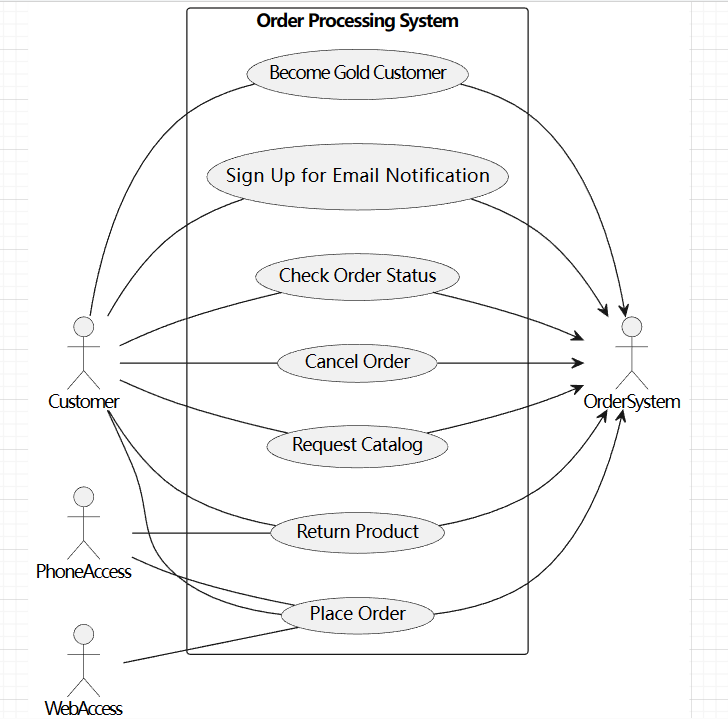 Order Processing System
Become Gold Customer
Sign Up for Email Notification
Check Order Status
Cancel Order
Customer
OrderSystem
Request Catalog
Return Product
PhoneAccess
Place Order
WebAccess